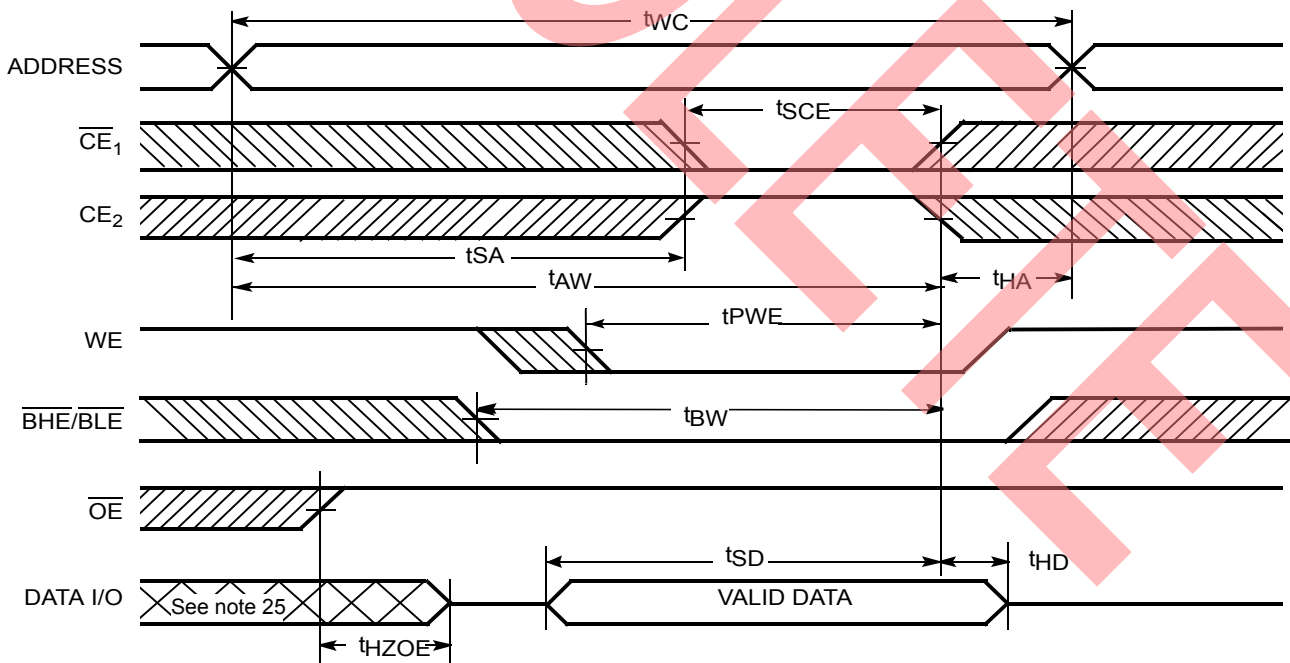 tWC
ADDRESS
tSCE
CE1
CE2
tSA
tAW
tHA
tPWE
WE
BHE/BLE
tBW
OE
tSD
tHD
DATA I/O
See note 25
VALID DATA
tHZOE